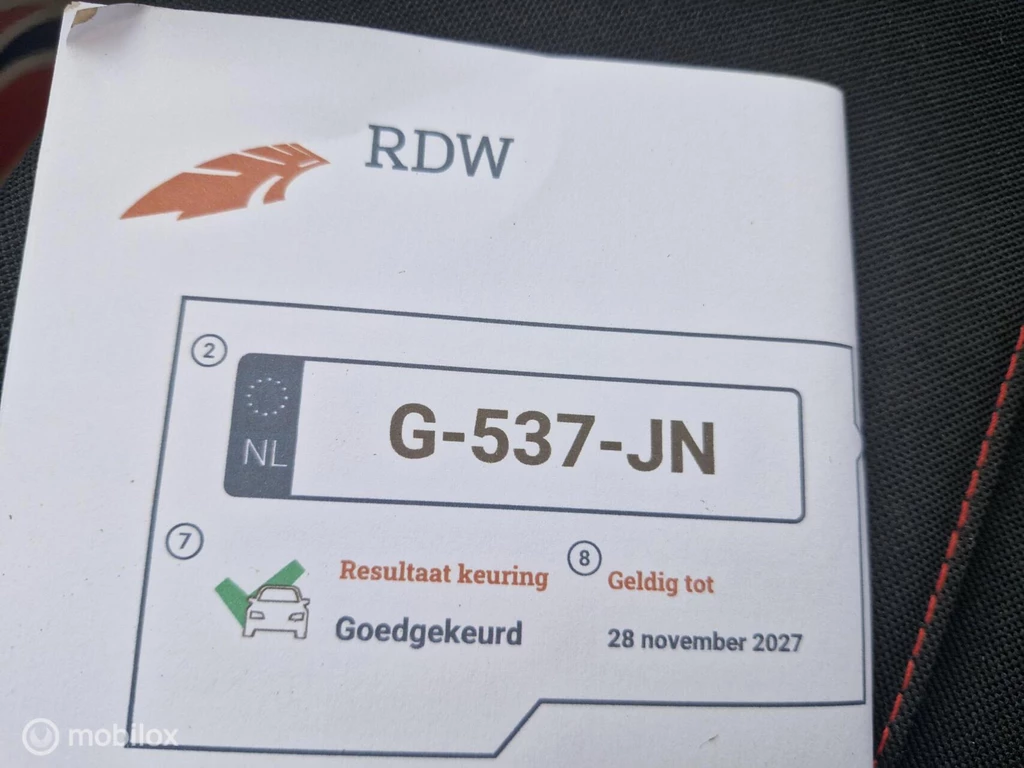 RDW
2
NL
G-537-JN
7
Resultaat keuring
Goedgekeurd
8
Geldig tot
28 november 2027
mobilox